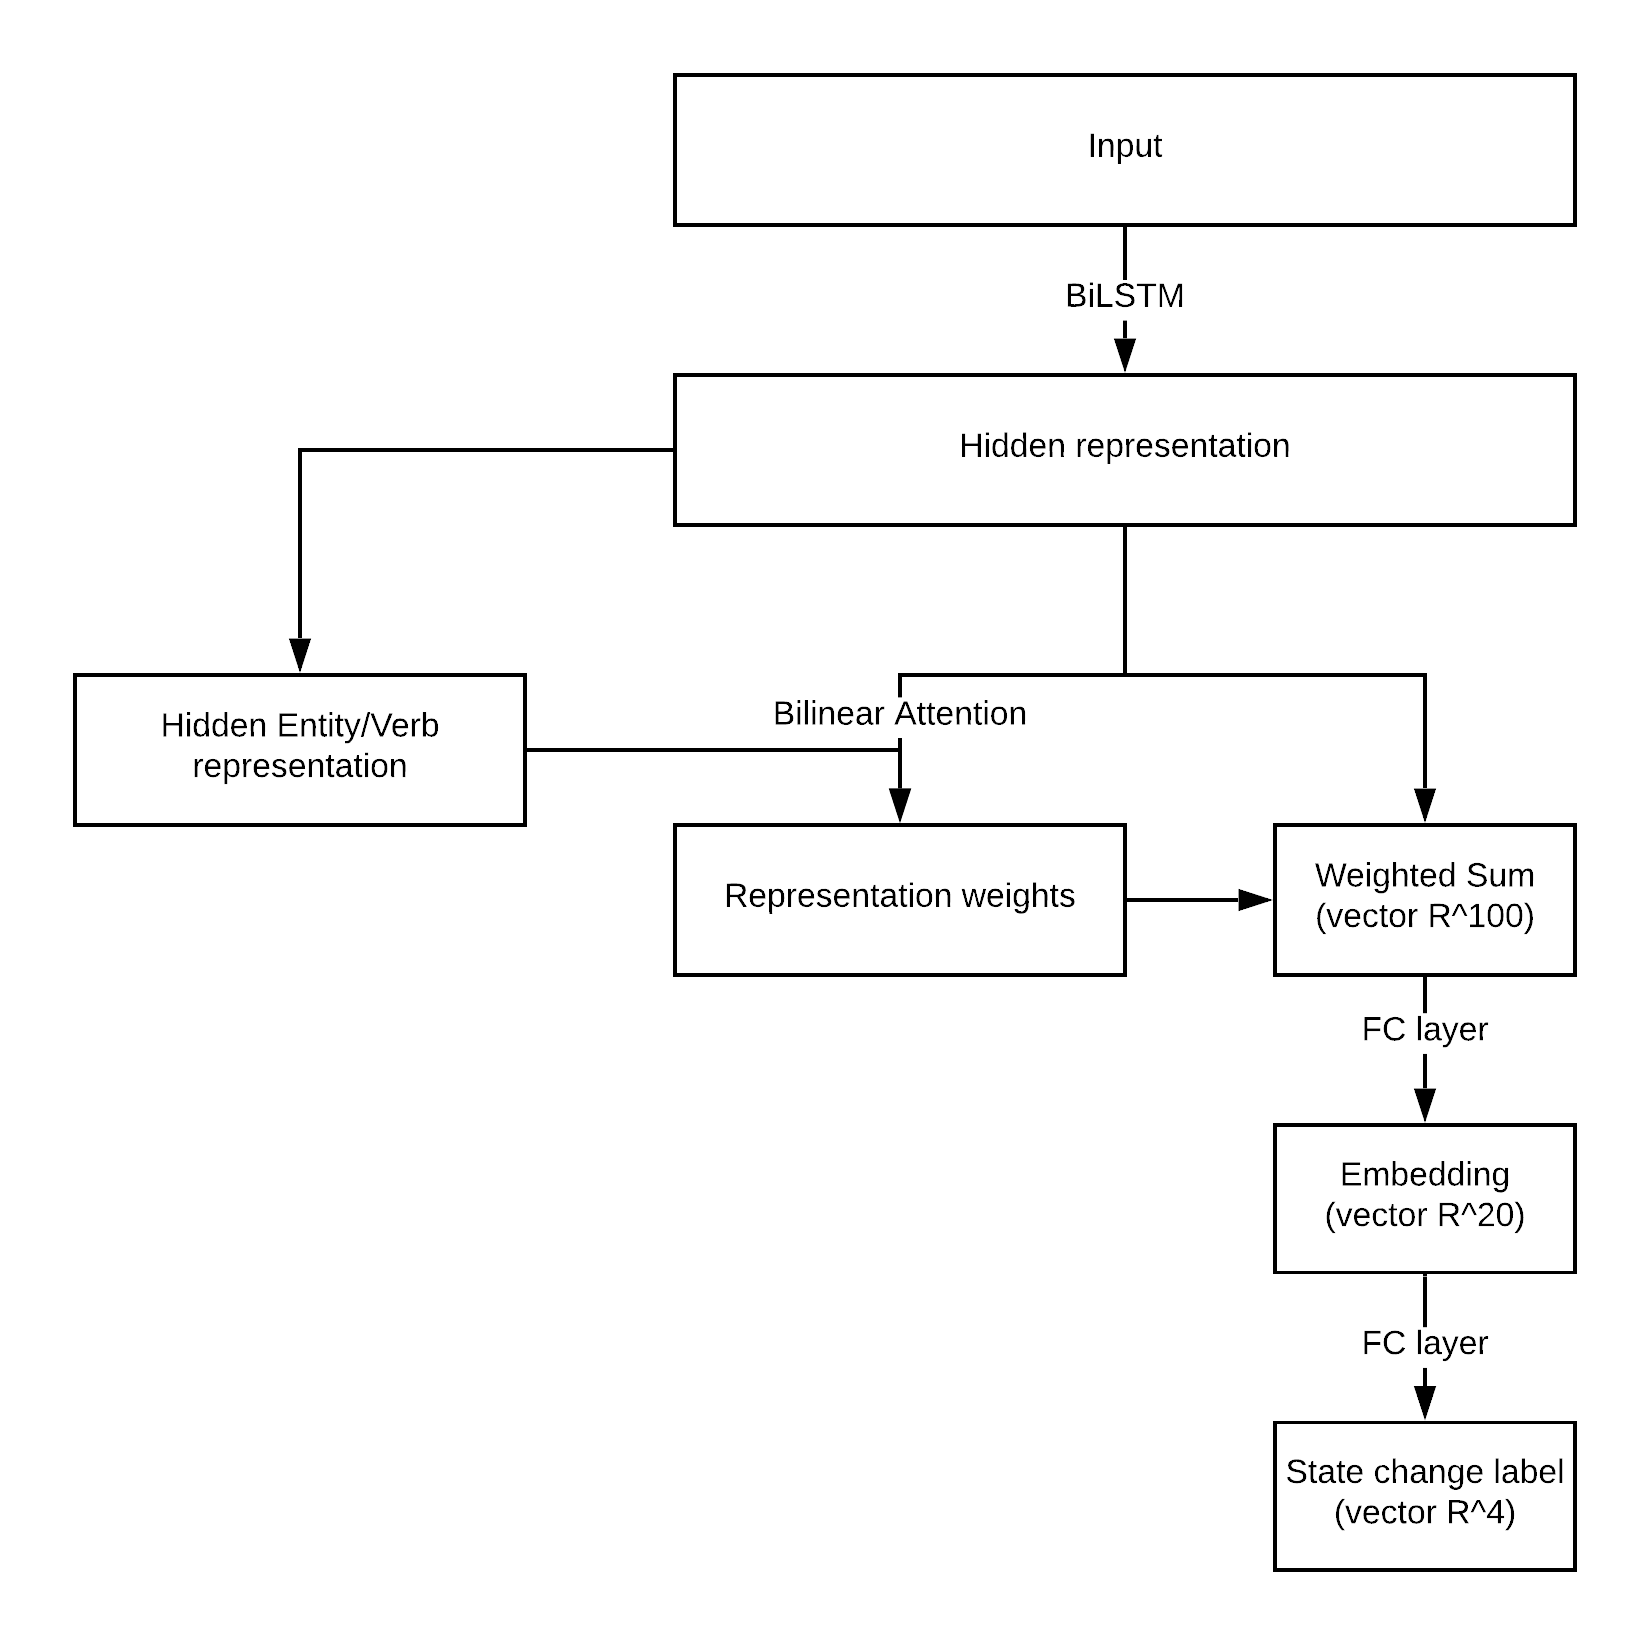 Input
BiLSTM
Hidden representation
Hidden Entity/Verb
representation
Bilinear Attention
Representation weights
Weighted Sum
(vector R^100)
FC layer
Embedding
(vector R^20)
FC layer
State change label
(vector R^4)